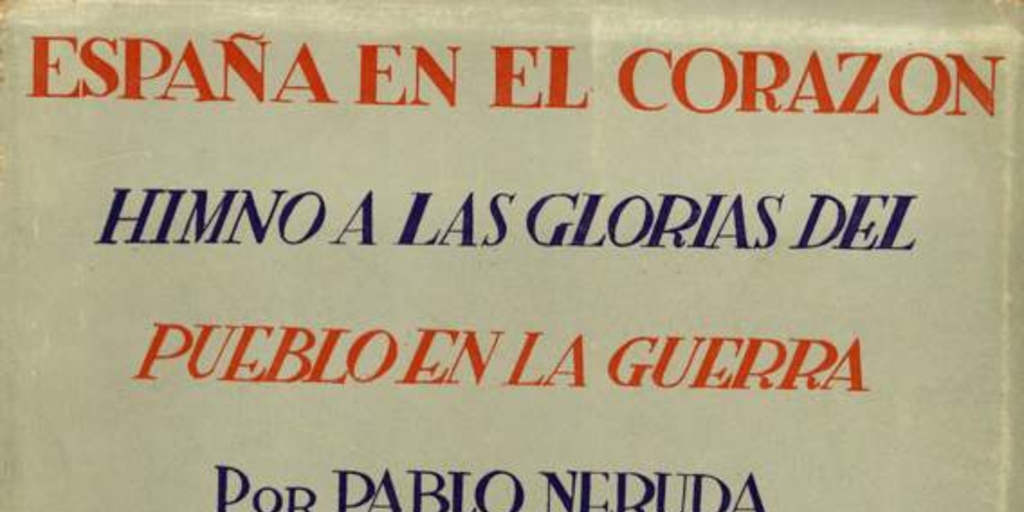 ESPAÑA EN EL CORAZON
HIMNO A LAS GLORIAS DEL
PUEBLO EN LA GUERRA
POR PABLO NERUDA